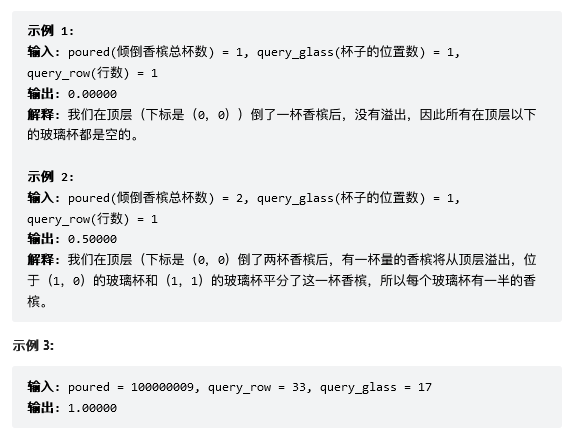 示例 1:
输入: poured(倾倒香槟总杯数) = 1, query_glass(杯子的位置数) = 1,
query_row(行数) = 1
输出: 0.00000
解释: 我们在顶层（下标是（0，0））倒了一杯香槟后，没有溢出，因此所有在顶层以下
的玻璃杯都是空的。
示例 2:
输入: poured(倾倒香槟总杯数) = 2, query_glass(杯子的位置数) = 1,
query_row(行数) = 1
输出: 0.50000
解释: 我们在顶层（下标是（0，0）倒了两杯香槟后，有一杯量的香槟将从顶层溢出，位
于（1，0）的玻璃杯和（1，1）的玻璃杯平分了这一杯香槟，所以每个玻璃杯有一半的香
槟。
示例 3:
输入: poured = 100000009, query_row = 33, query_glass = 17
输出: 1.00000